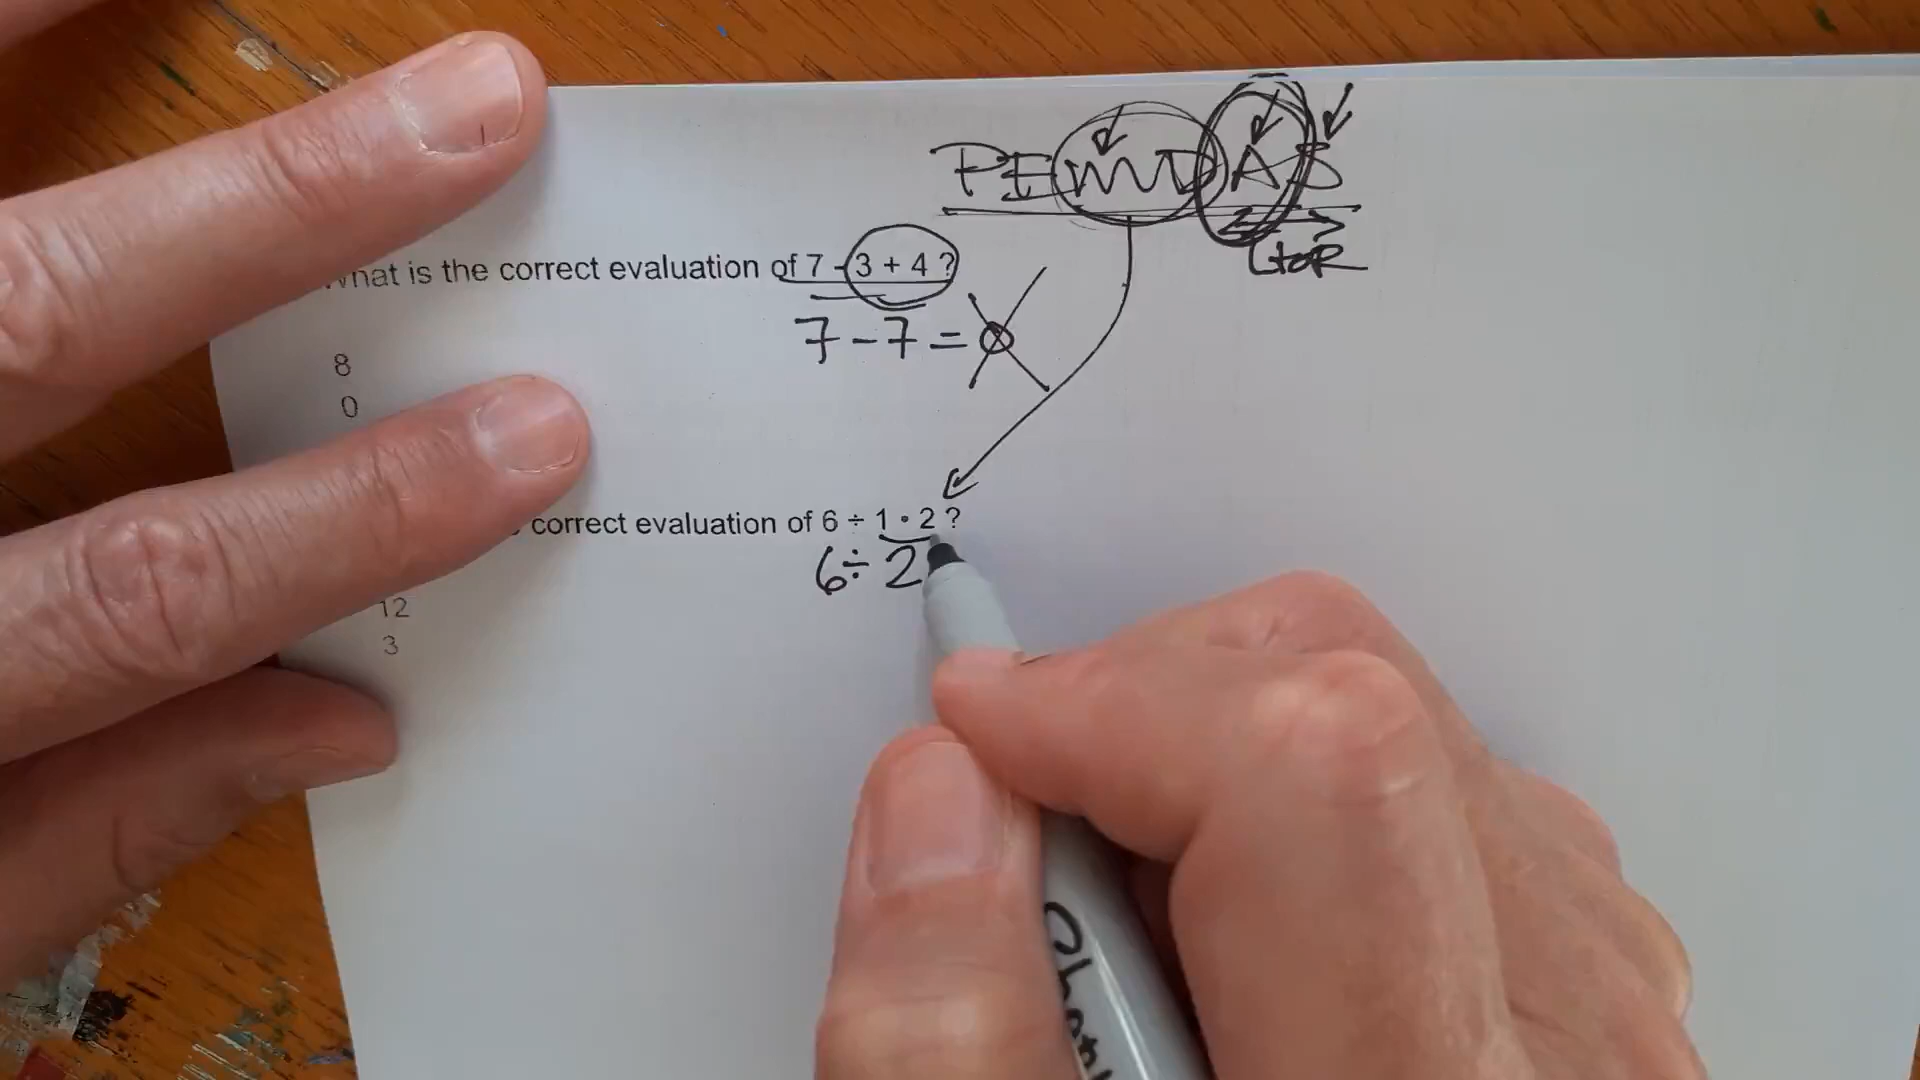 PEMDAS
LtoR
What is the correct evaluation of 7 - 3 + 4 ?
7 - 7 = 0
8
0
correct evaluation of 6 ÷ 1 • 2 ?
6 ÷ 2
12
3